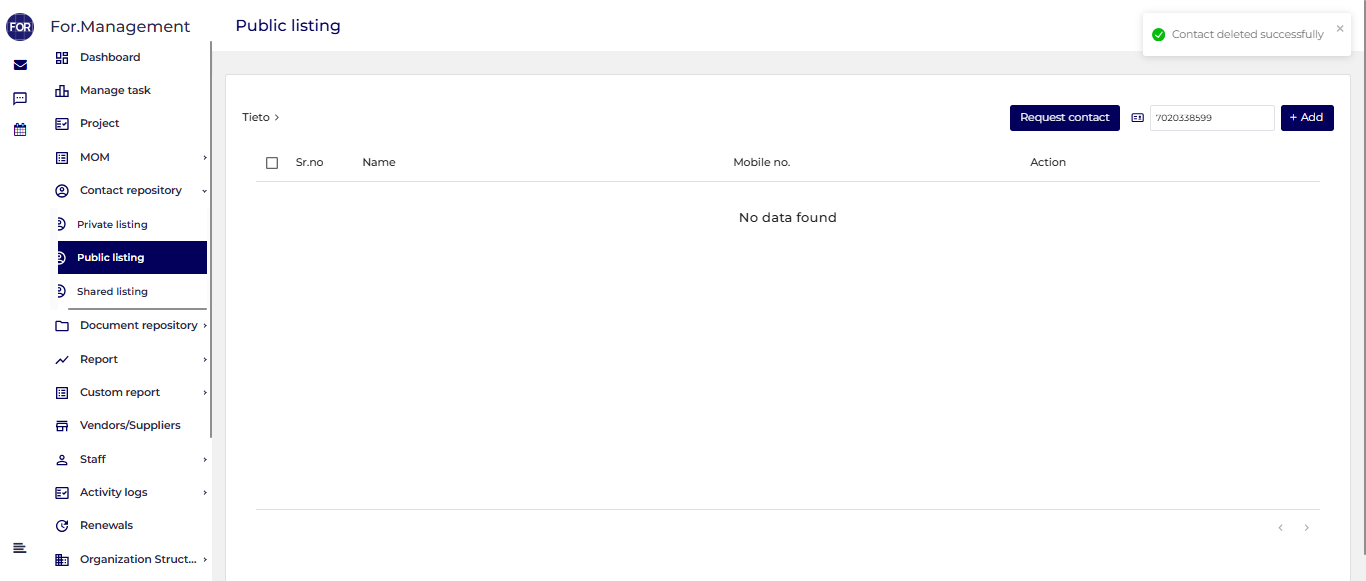 FOR
For.Management
Public listing
Contact deleted successfully
Dashboard
Manage task
Project
MOM
Contact repository
Private listing
Public listing
Shared listing
Document repository
Report
Custom report
Vendors/Suppliers
Staff
Activity logs
Renewals
Organization Struct...
Tieto >
Request contact
7020338599
+ Add
Sr.no Name Mobile no. Action
No data found